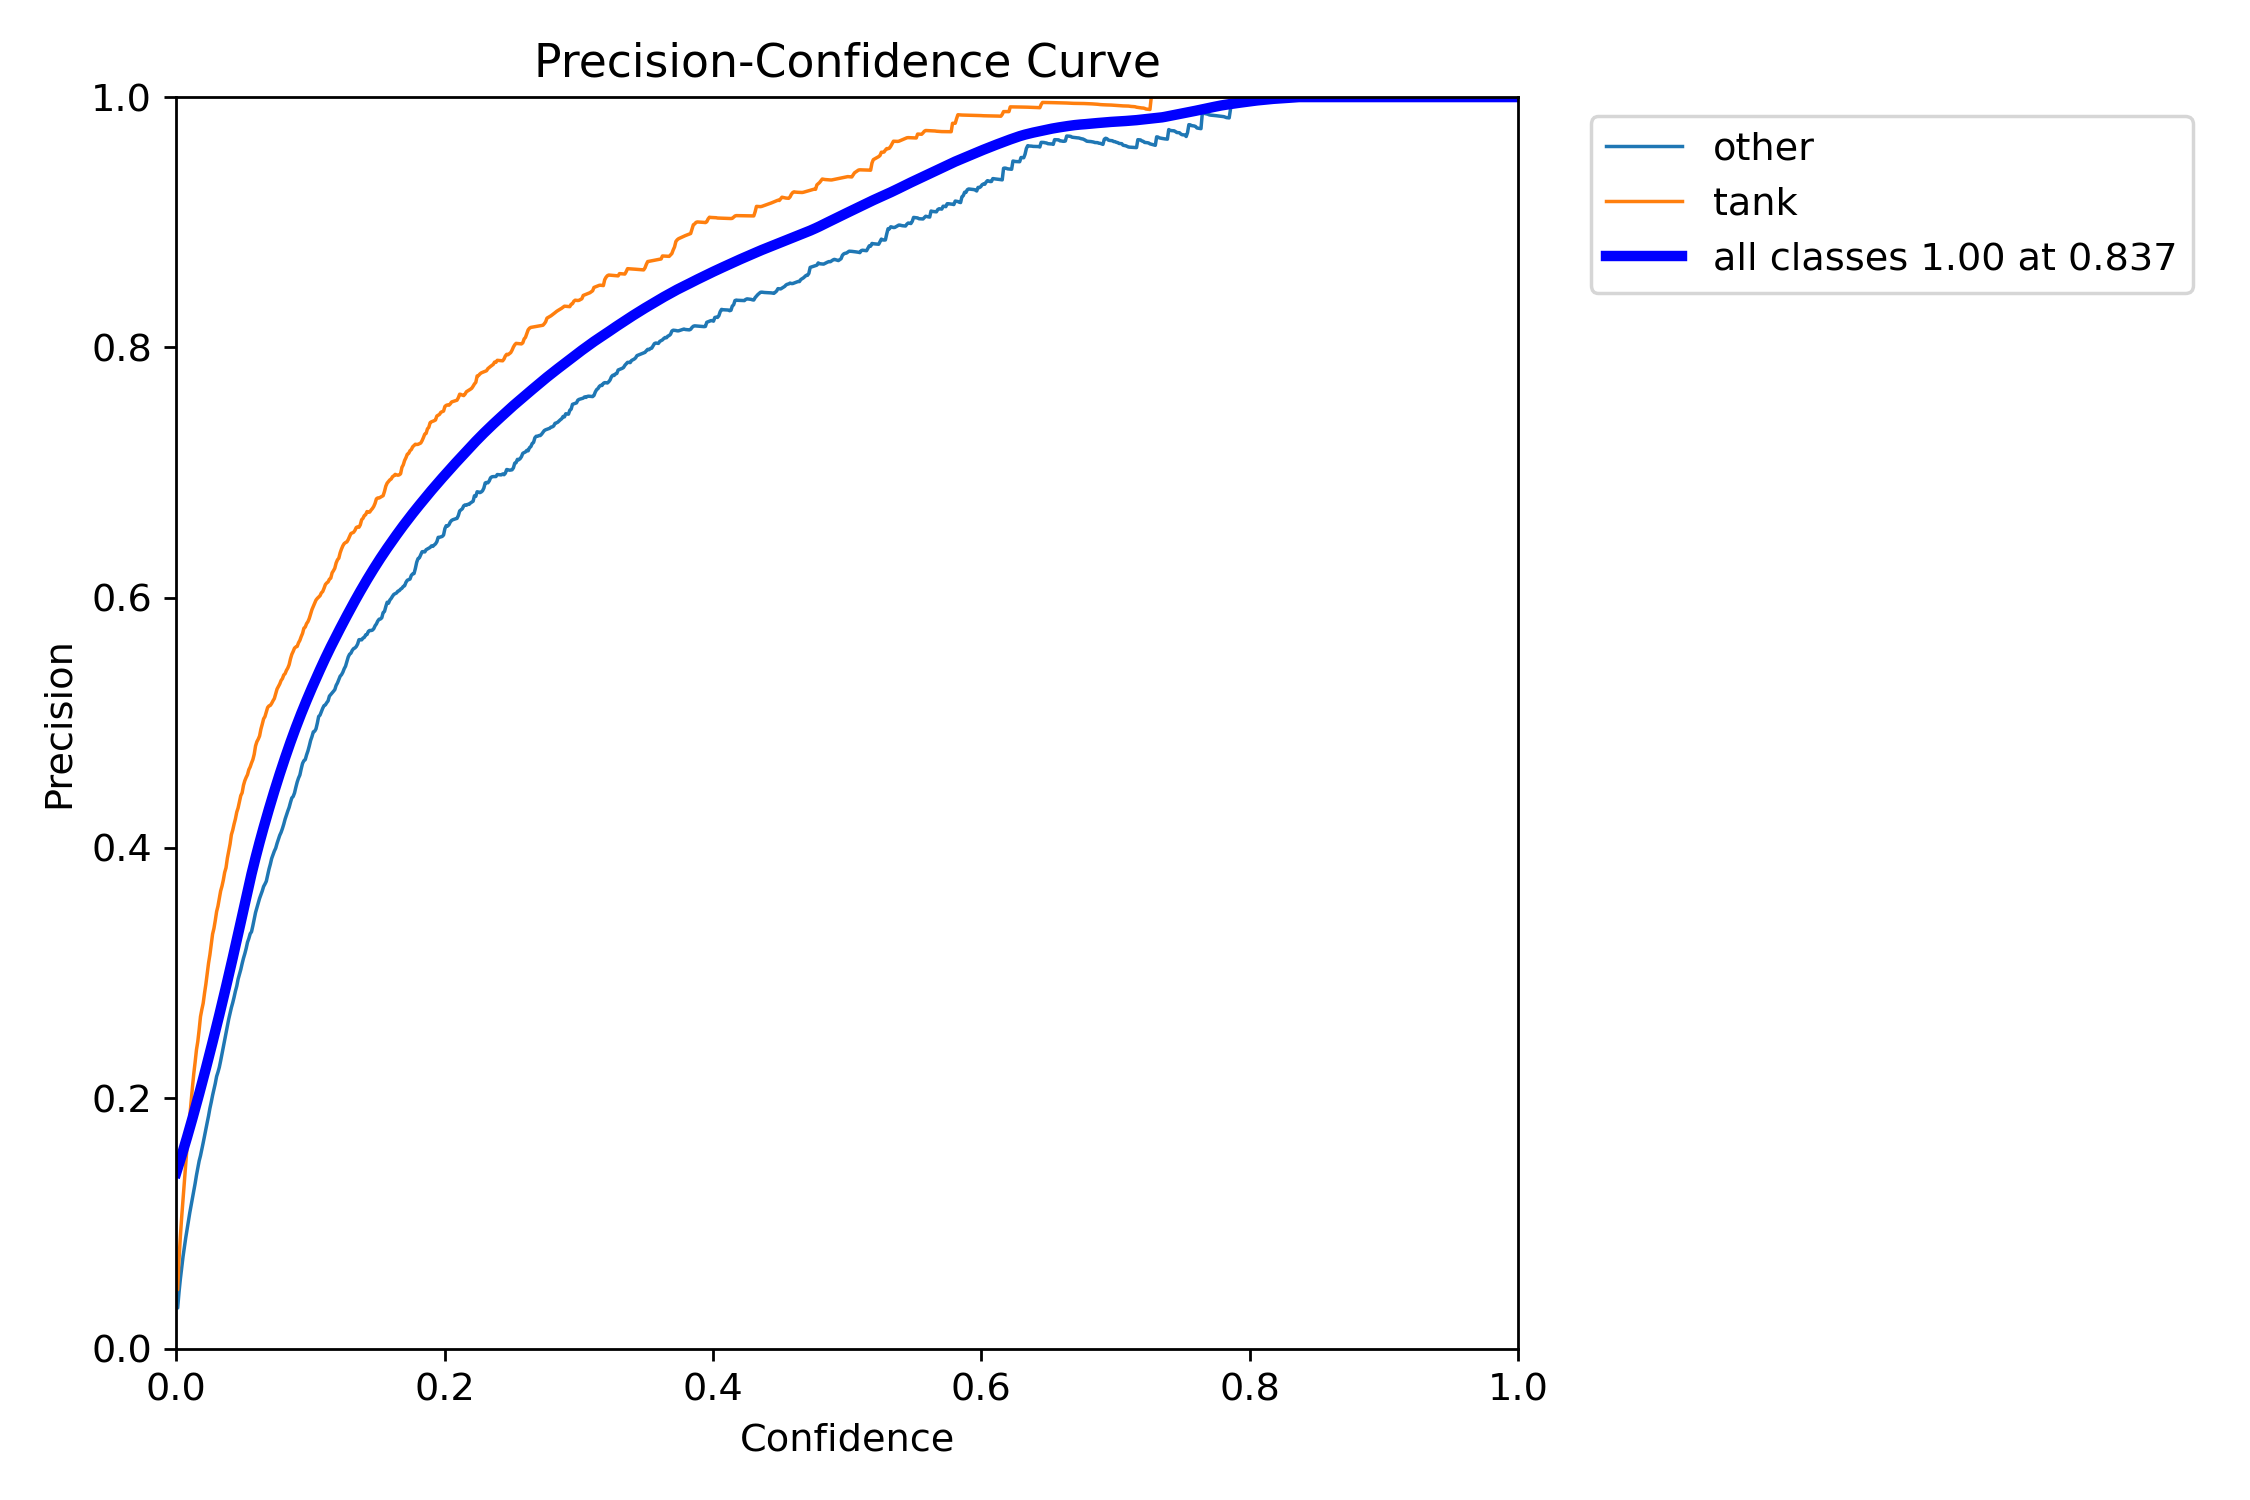 Precision-Confidence Curve
1.0
0.8
0.6
0.4
0.2
0.0
Precision
0.0 0.2 0.4 0.6 0.8 1.0
Confidence
other
tank
all classes 1.00 at 0.837